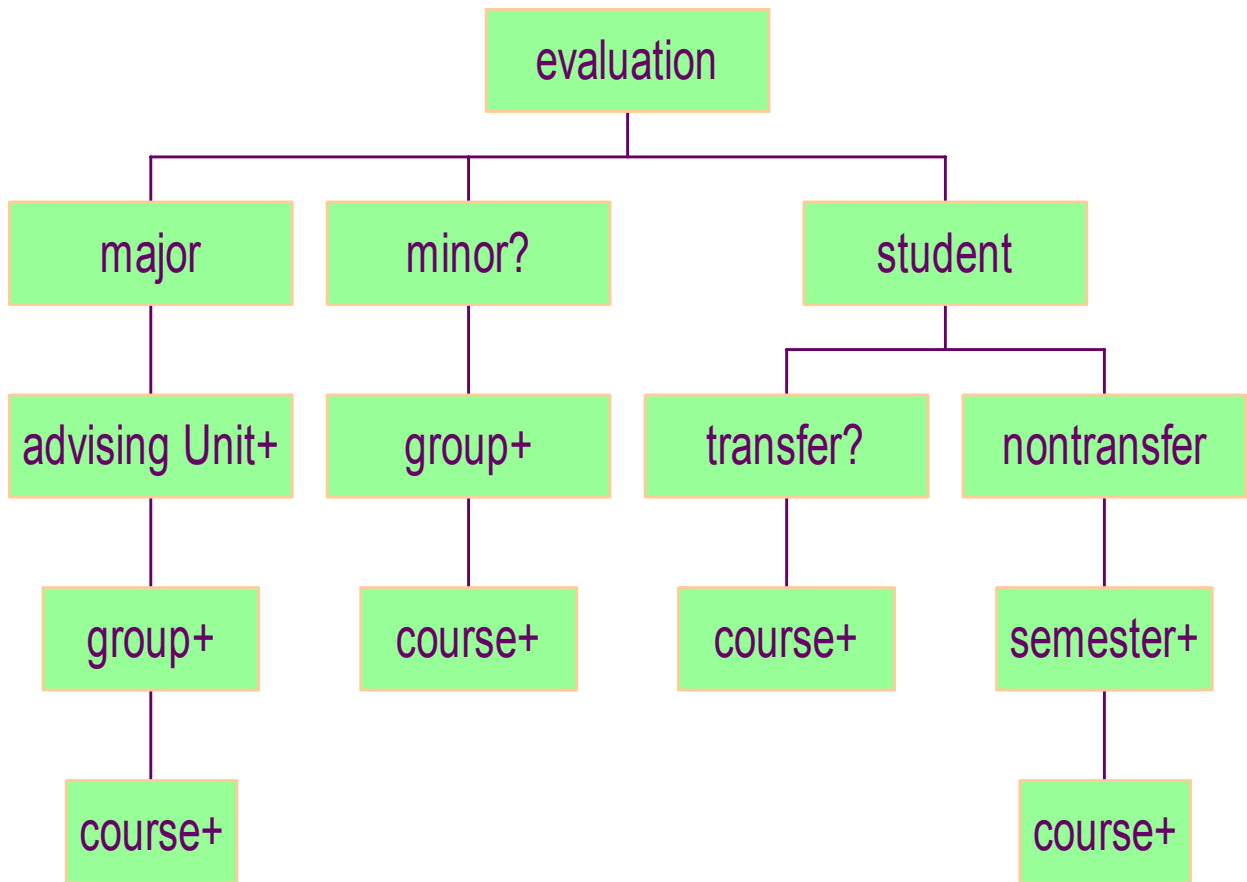 evaluation
major
minor?
student
advising Unit+
group+
transfer?
nontransfer
group+
course+
course+
semester+
course+
course+